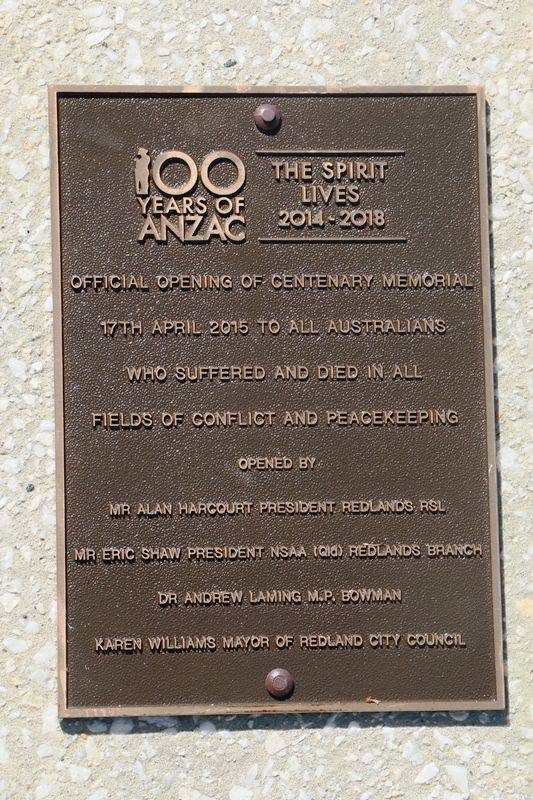 100
YEARS OF
ANZAC
THE SPIRIT
LIVES
2014 - 2018
OFFICIAL OPENING OF CENTENARY MEMORIAL
17TH APRIL 2015 TO ALL AUSTRALIANS
WHO SUFFERED AND DIED IN ALL
FIELDS OF CONFLICT AND PEACEKEEPING
OPENED BY
MR ALAN HARCOURT PRESIDENT REDLANDS RSL
MR ERIC SHAW PRESIDENT NSAA (Qld) REDLANDS BRANCH
DR ANDREW LAMING M.P. BOWMAN
KAREN WILLIAMS MAYOR OF REDLAND CITY COUNCIL